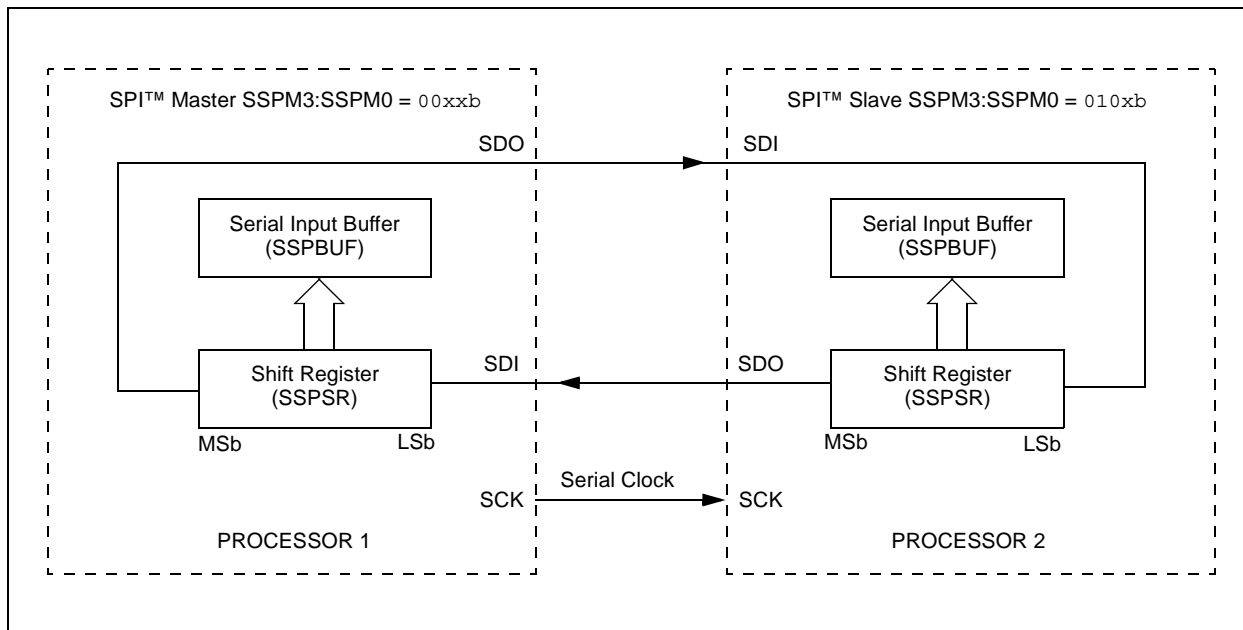 SPI™ Master SSPM3:SSPM0 = 00xxb
SDO
Serial Input Buffer
(SSPBUF)
Shift Register
(SSPSR)
MSb
LSb
SDI
SCK
PROCESSOR 1
Serial Clock
SPI™ Slave SSPM3:SSPM0 = 010xb
SDI
Serial Input Buffer
(SSPBUF)
SDO
Shift Register
(SSPSR)
MSb
LSb
SCK
PROCESSOR 2